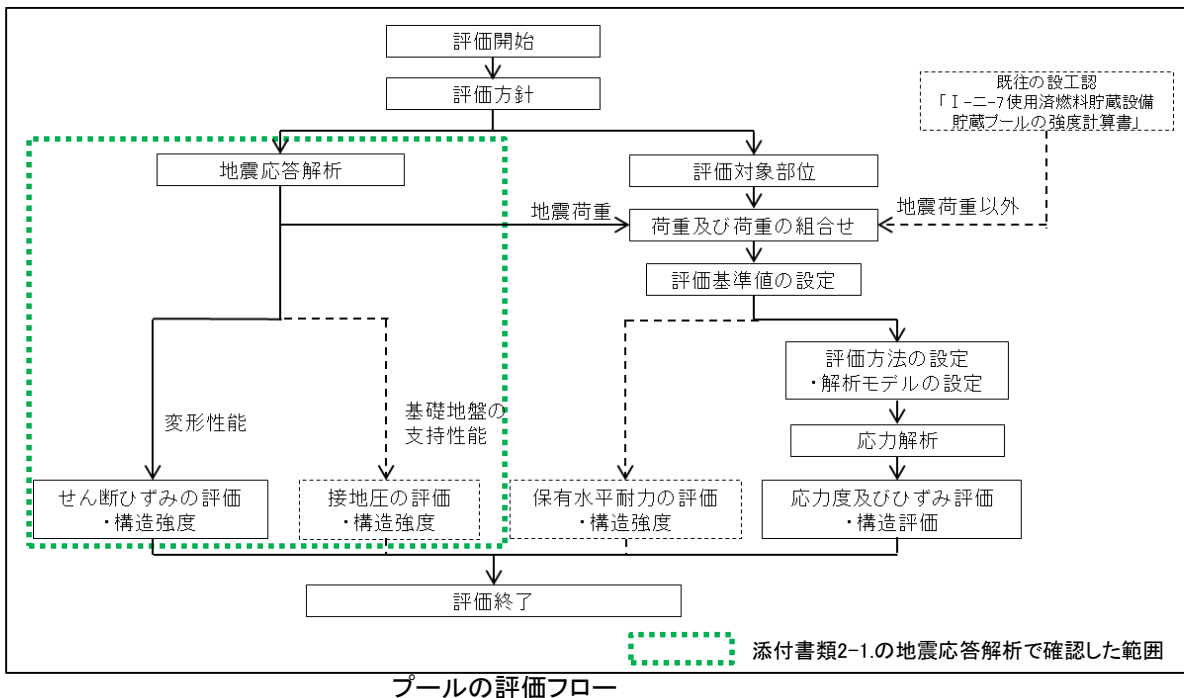 評価開始
評価方針
既往の設工認
「Ⅰ-ニ-7使用済燃料貯蔵設備
貯蔵プールの強度計算書」
地震応答解析
評価対象部位
地震荷重
地震荷重以外
荷重及び荷重の組合せ
評価基準値の設定
評価方法の設定
・解析モデルの設定
変形性能
基礎地盤の
支持性能
応力解析
せん断ひずみの評価
・構造強度
接地圧の評価
・構造強度
保有水平耐力の評価
・構造強度
応力度及びひずみ評価
・構造評価
評価終了
添付書類2-1.の地震応答解析で確認した範囲
プールの評価フロー